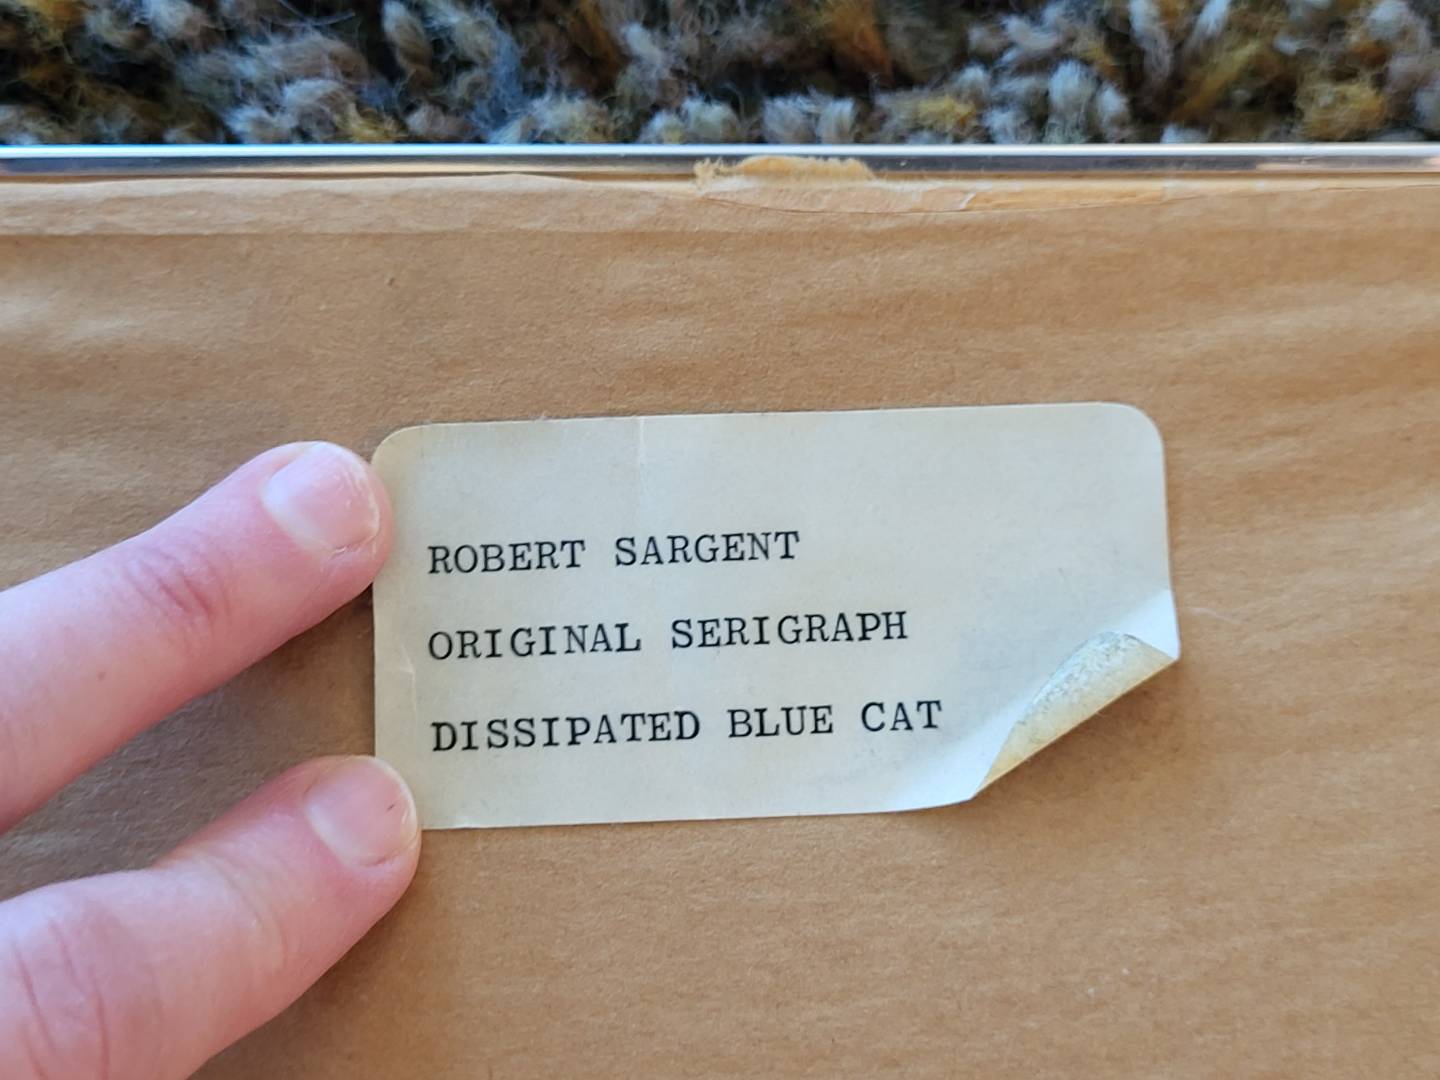 ROBERT SARGENT
ORIGINAL SERIGRAPH
DISSIPATED BLUE CAT